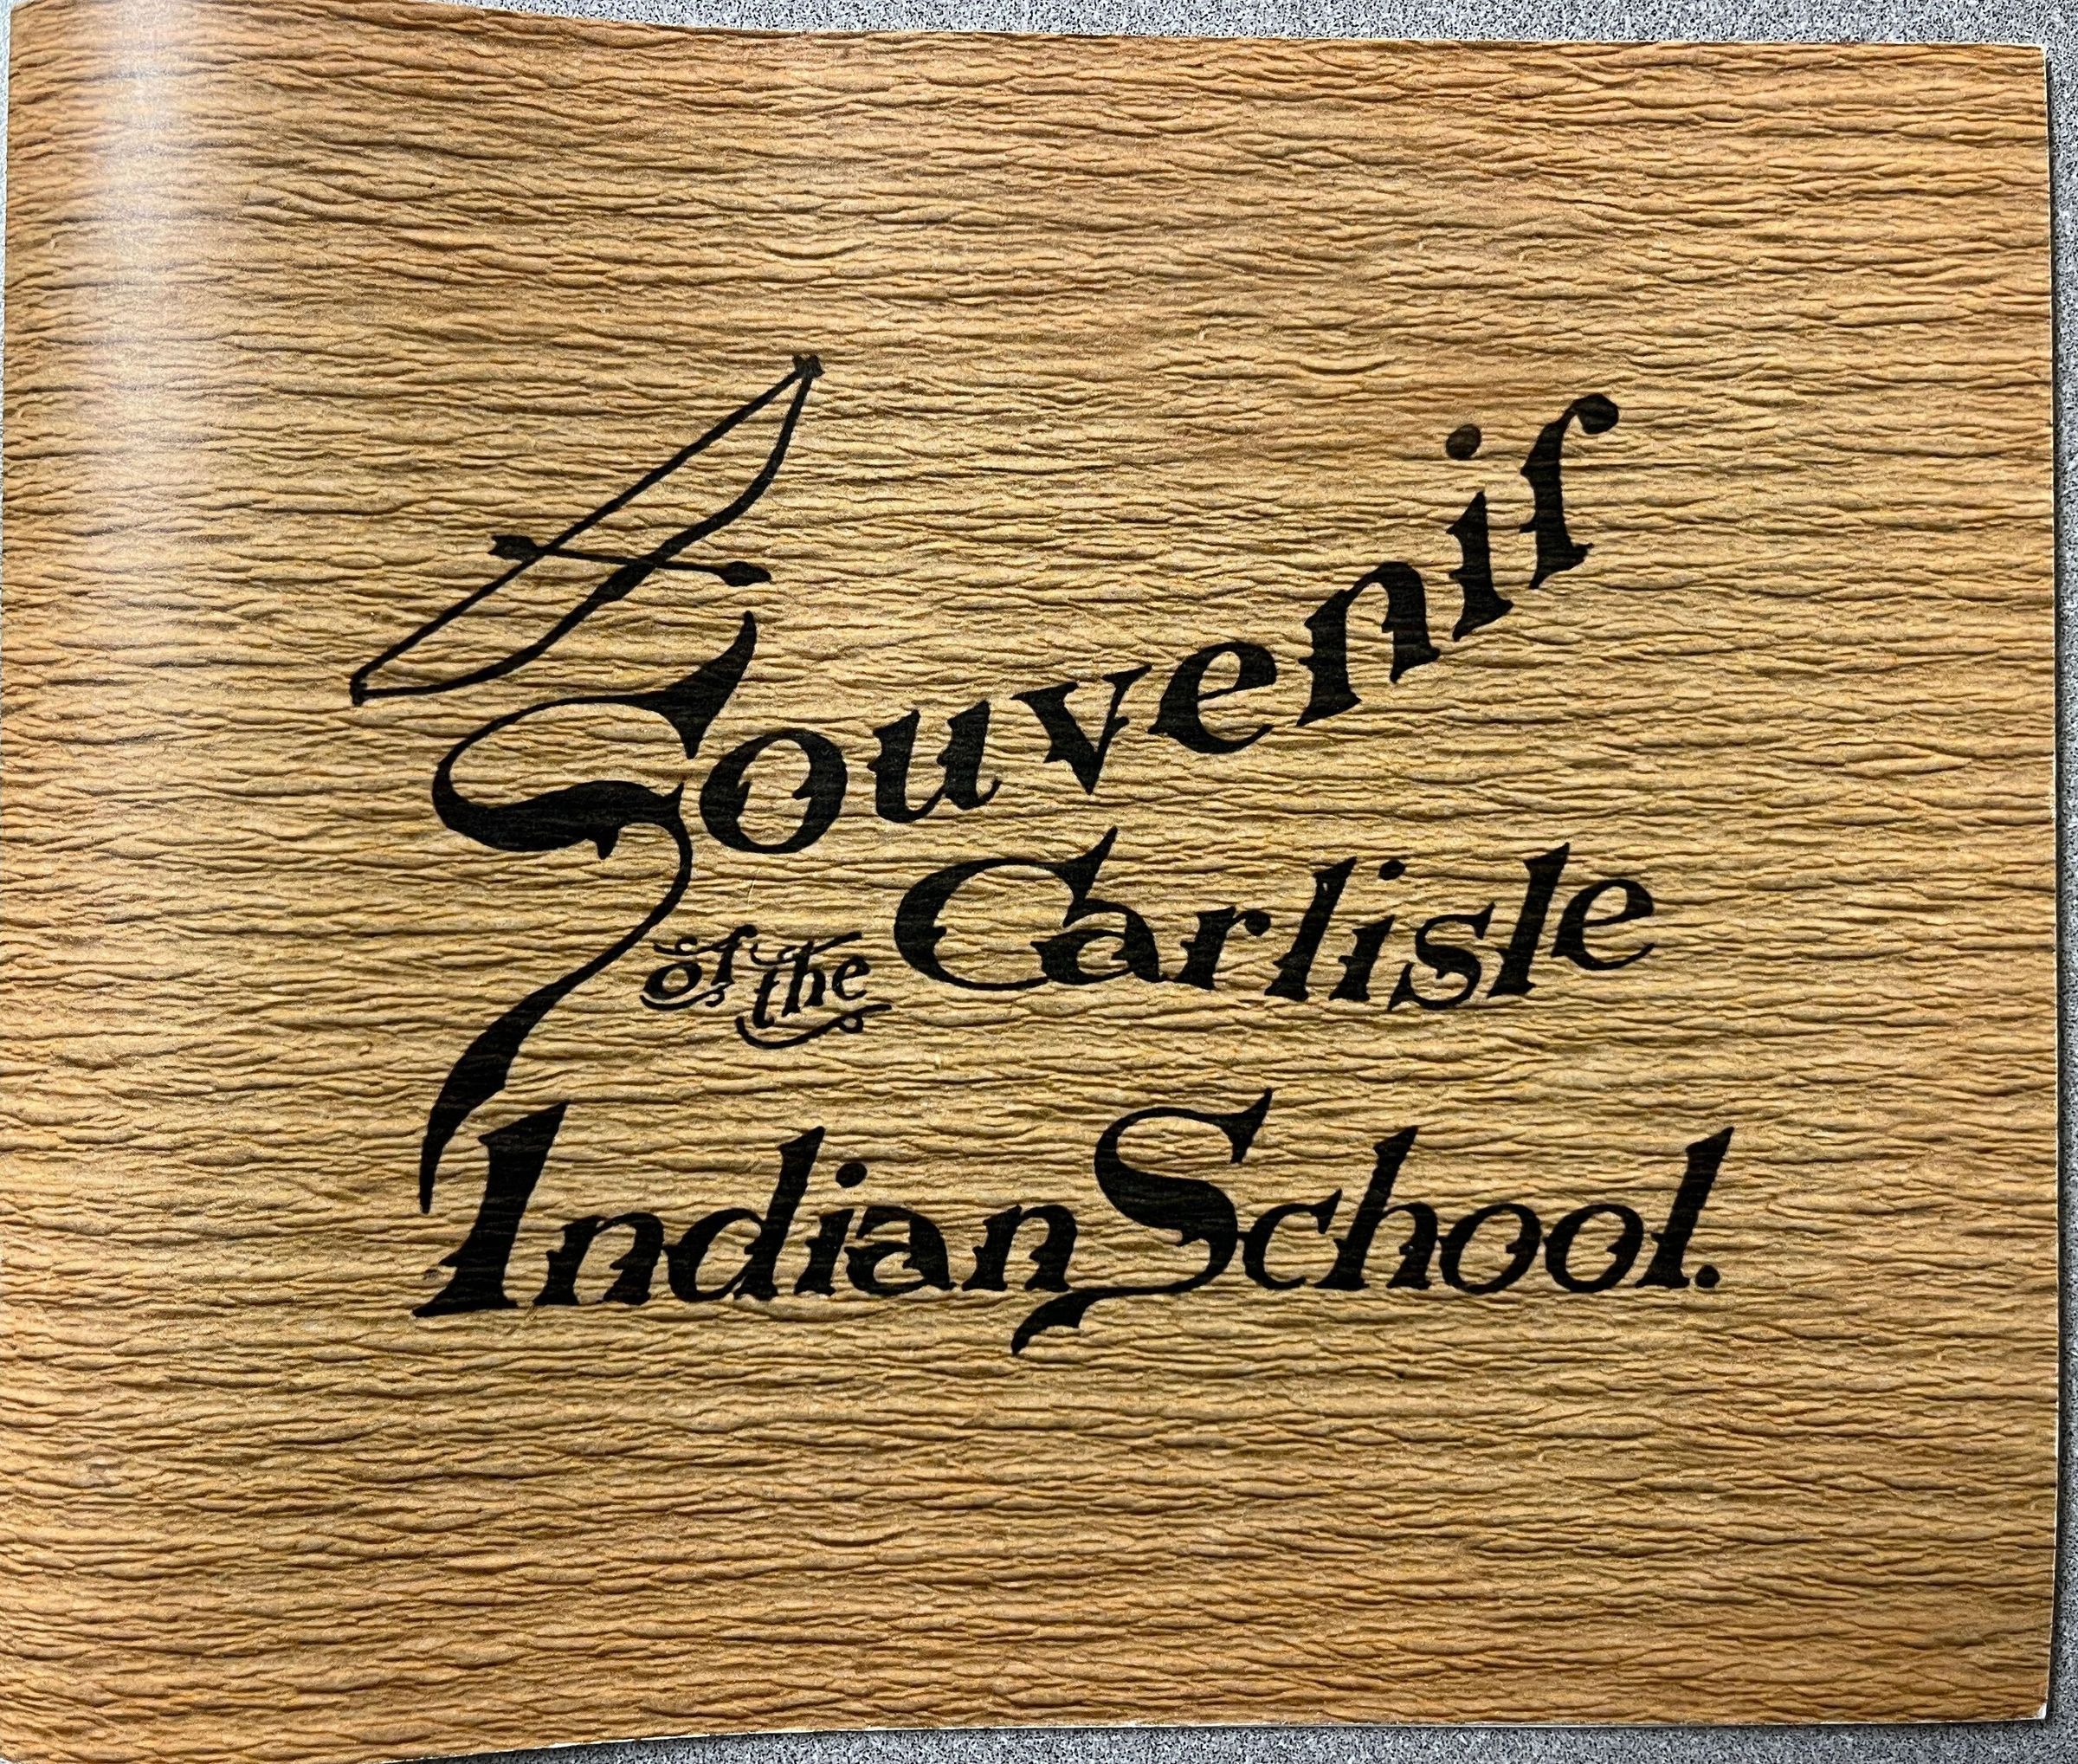 Souvenir
of the Carlisle
Indian School.